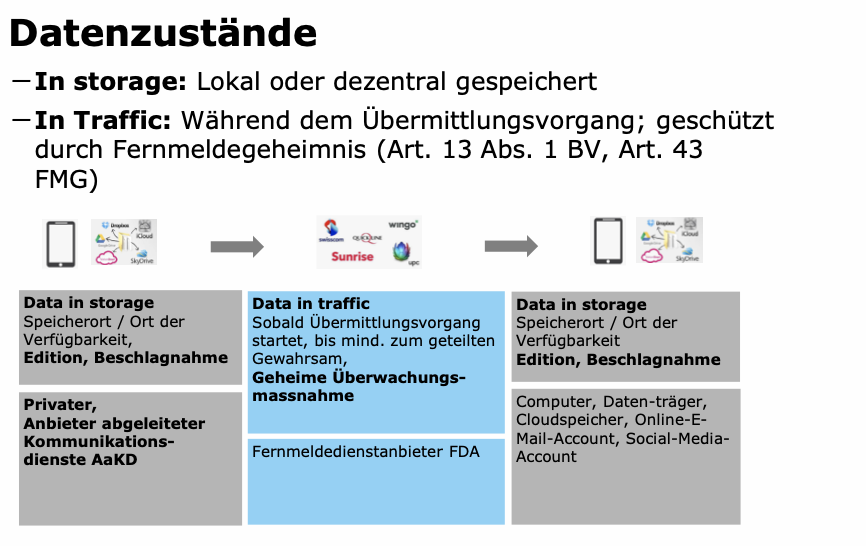 Datenzustände
—In storage: Lokal oder dezentral gespeichert
—In Traffic: Während dem Übermittlungsvorgang; geschützt
durch Fernmeldegeheimnis (Art. 13 Abs. 1 BV, Art. 43
FMG)
Dropbox
iCloud
SkyDrive
swisscom
QUICKLINE
wingo
Sunrise
upc
Dropbox
iCloud
SkyDrive
Data in storage
Speicherort / Ort der
Verfügbarkeit,
Edition, Beschlagnahme
Data in traffic
Sobald Übermittlungsvorgang
startet, bis mind. zum geteilten
Gewahrsam,
Geheime Überwachungs-
massnahme
Data in storage
Speicherort / Ort der
Verfügbarkeit
Edition, Beschlagnahme
Privater,
Anbieter abgeleiteter
Kommunikations-
dienste AaKD
Fernmeldedienstanbieter FDA
Computer, Daten-träger,
Cloudspeicher, Online-E-
Mail-Account, Social-Media-
Account